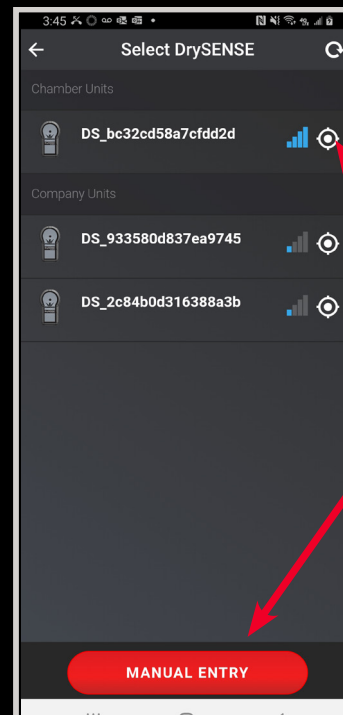 3:45
Select DrySENSE
Chamber Units
DS_bc32cd58a7cfdd2d
Company Units
DS_933580d837ea9745
DS_2c84b0d316388a3b
MANUAL ENTRY